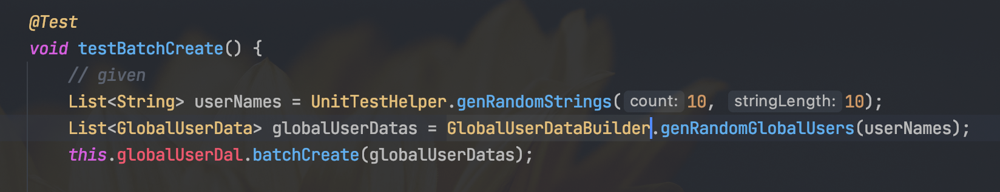 @Test
void testBatchCreate() {
// given
List<String> userNames = UnitTestHelper.genRandomStrings( count: 10, stringLength: 10);
List<GlobalUserData> globalUserDatas = GlobalUserDataBuilder.genRandomGlobalUsers(userNames);
this.globalUserDal.batchCreate(globalUserDatas);